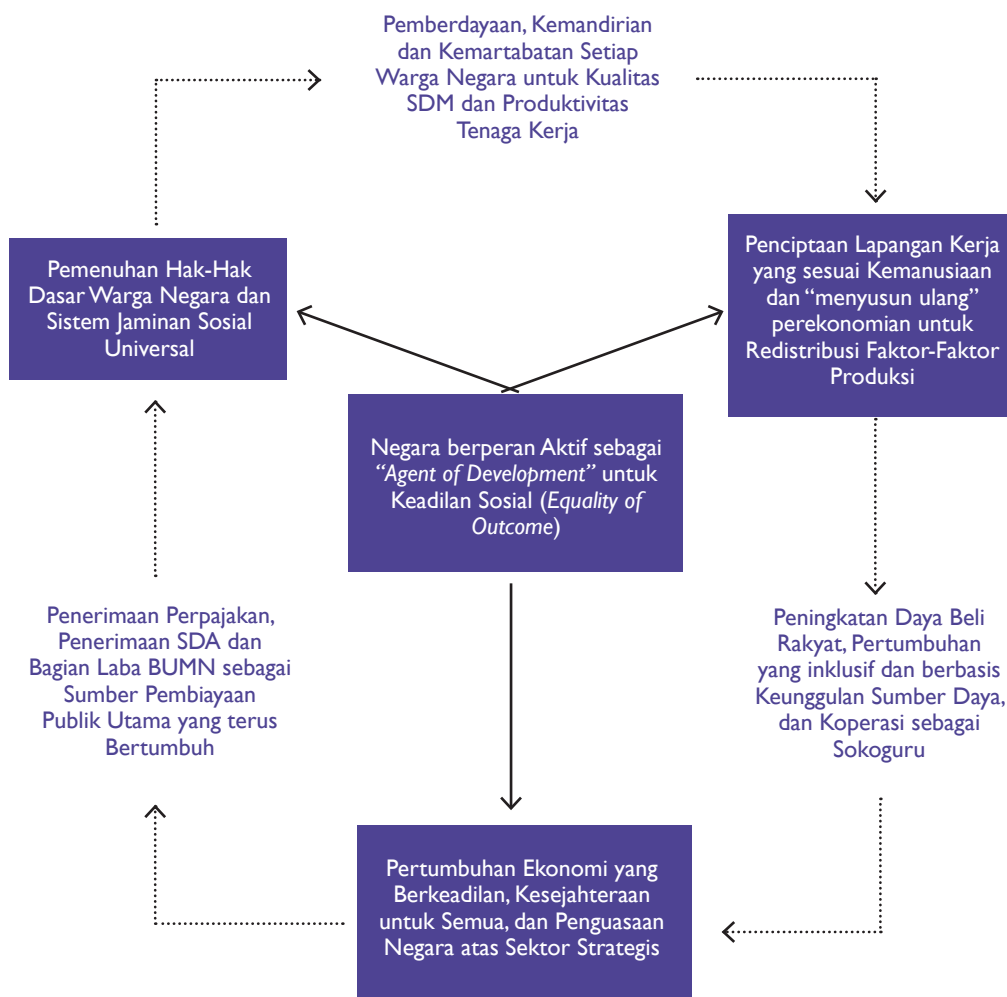 Pemberdayaan, Kemandirian
dan Kemartabatan Setiap
Warga Negara untuk Kualitas
SDM dan Produktivitas
Tenaga Kerja
Pemenuhan Hak-Hak
Dasar Warga Negara dan
Sistem Jaminan Sosial
Universal
Penciptaan Lapangan Kerja
yang sesuai Kemanusiaan
dan “menyusun ulang”
perekonomian untuk
Redistribusi Faktor-Faktor
Produksi
Negara berperan Aktif sebagai
“Agent of Development” untuk
Keadilan Sosial (Equality of
Outcome)
Penerimaan Perpajakan,
Penerimaan SDA dan
Bagian Laba BUMN sebagai
Sumber Pembiayaan
Publik Utama yang terus
Bertumbuh
Peningkatan Daya Beli
Rakyat, Pertumbuhan
yang inklusif dan berbasis
Keunggulan Sumber Daya,
dan Koperasi sebagai
Sokoguru
Pertumbuhan Ekonomi yang
Berkeadilan, Kesejahteraan
untuk Semua, dan Penguasaan
Negara atas Sektor Strategis